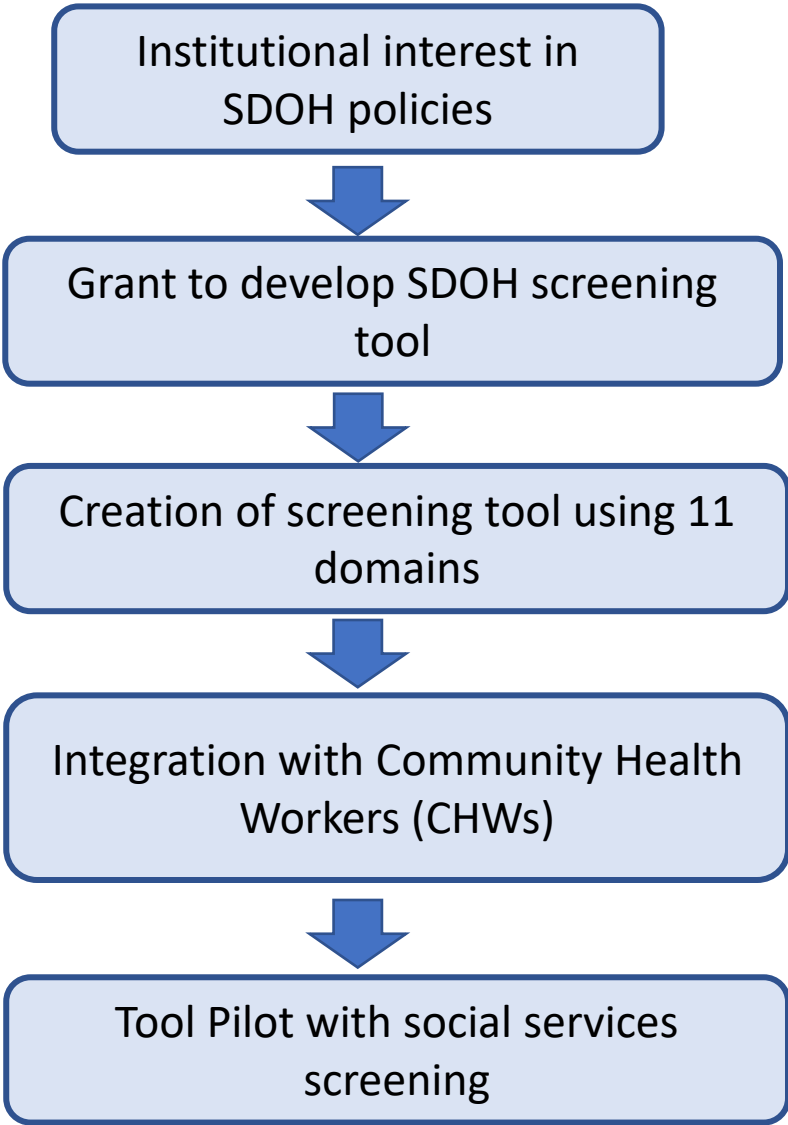 Institutional interest in
SDOH policies
Grant to develop SDOH screening
tool
Creation of screening tool using 11
domains
Integration with Community Health
Workers (CHWs)
Tool Pilot with social services
screening